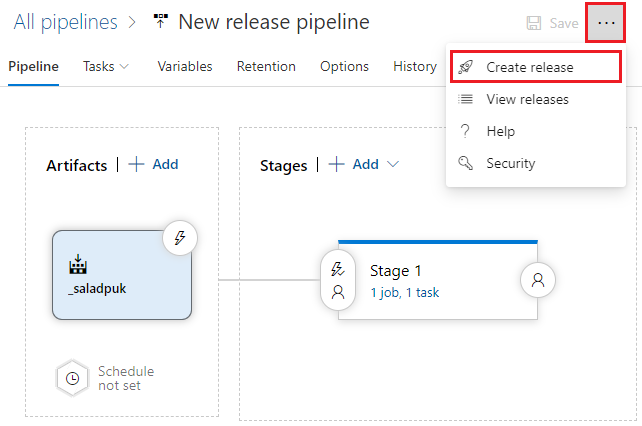 All pipelines > New release pipeline
Save ...
Pipeline Tasks Variables Retention Options History
Create release
View releases
Help
Security
Artifacts | + Add
Stages | + Add
_saladpuk
Stage 1
1 job, 1 task
Schedule
not set